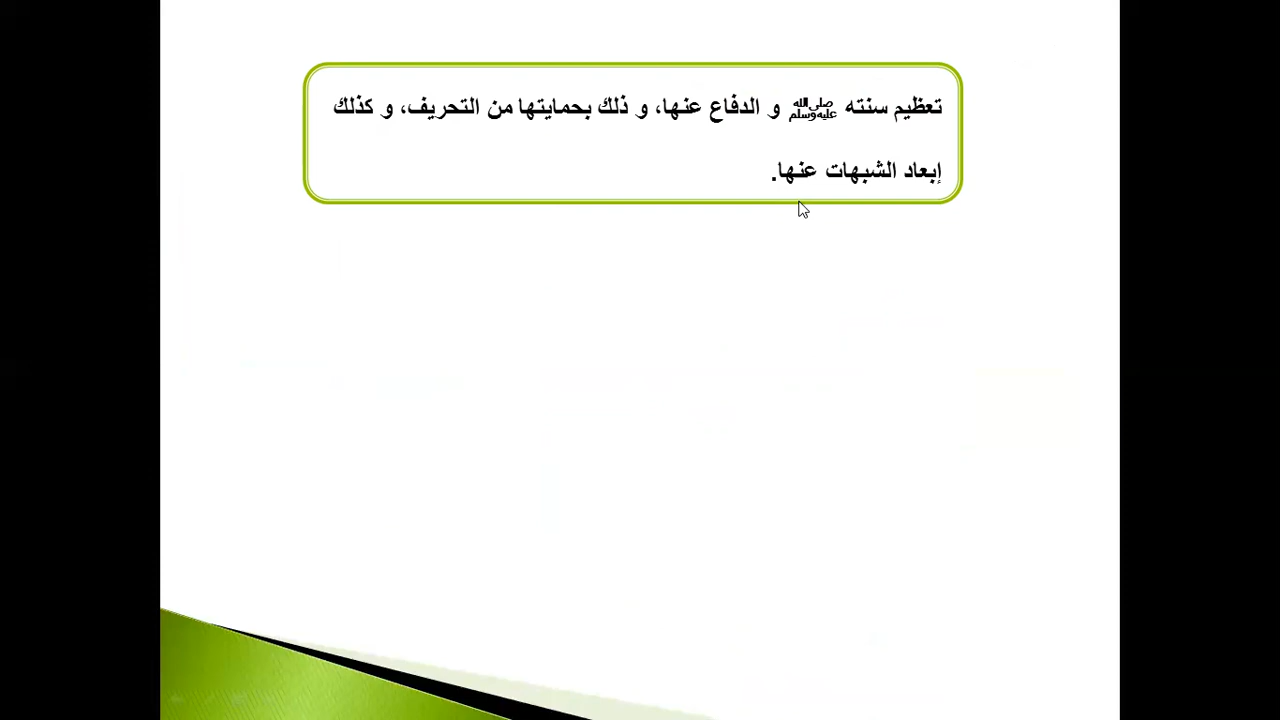 تعظيم سنته ﷺ و الدفاع عنها، و ذلك بحمايتها من التحريف، و كذلك
إبعاد الشبهات عنها.